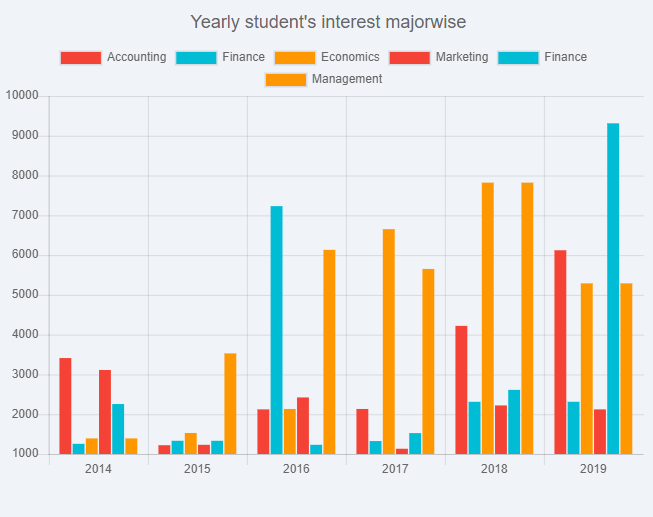 Yearly student's interest majorwise
Accounting Finance Economics Marketing Finance
Management
10000
9000
8000
7000
6000
5000
4000
3000
2000
1000
2014 2015 2016 2017 2018 2019